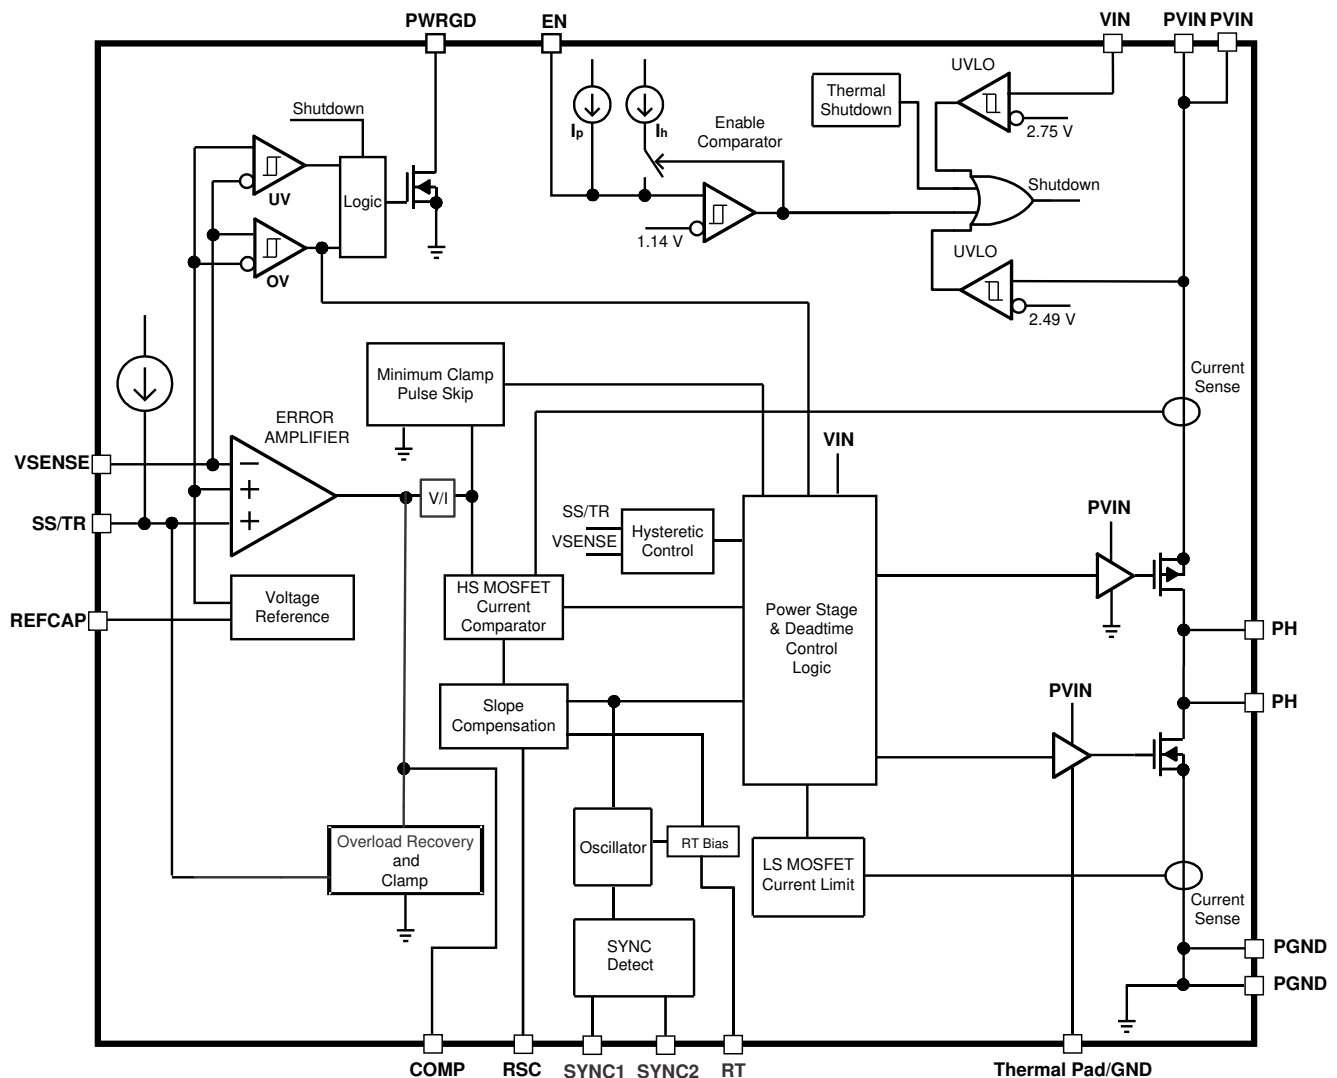 PWRGD
EN
VIN
PVIN PVIN
UVLO
Thermal
Shutdown
Shutdown
Ip
Ih
Enable
Comparator
2.75 V
UV
Logic
Shutdown
1.14 V
OV
UVLO
2.49 V
Current
Sense
Minimum Clamp
Pulse Skip
ERROR
AMPLIFIER
VIN
VSENSE
−
+
+
V/I
SS/TR
SS/TR
VSENSE
Hysteretic
Control
PVIN
Voltage
Reference
REFCAP
HS MOSFET
Current
Comparator
Power Stage
& Deadtime
Control
Logic
PH
PVIN
PH
Slope
Compensation
Overload Recovery
and
Clamp
Oscillator
RT Bias
LS MOSFET
Current Limit
Current
Sense
SYNC
Detect
PGND
PGND
COMP
RSC
SYNC1
SYNC2
RT
Thermal Pad/GND